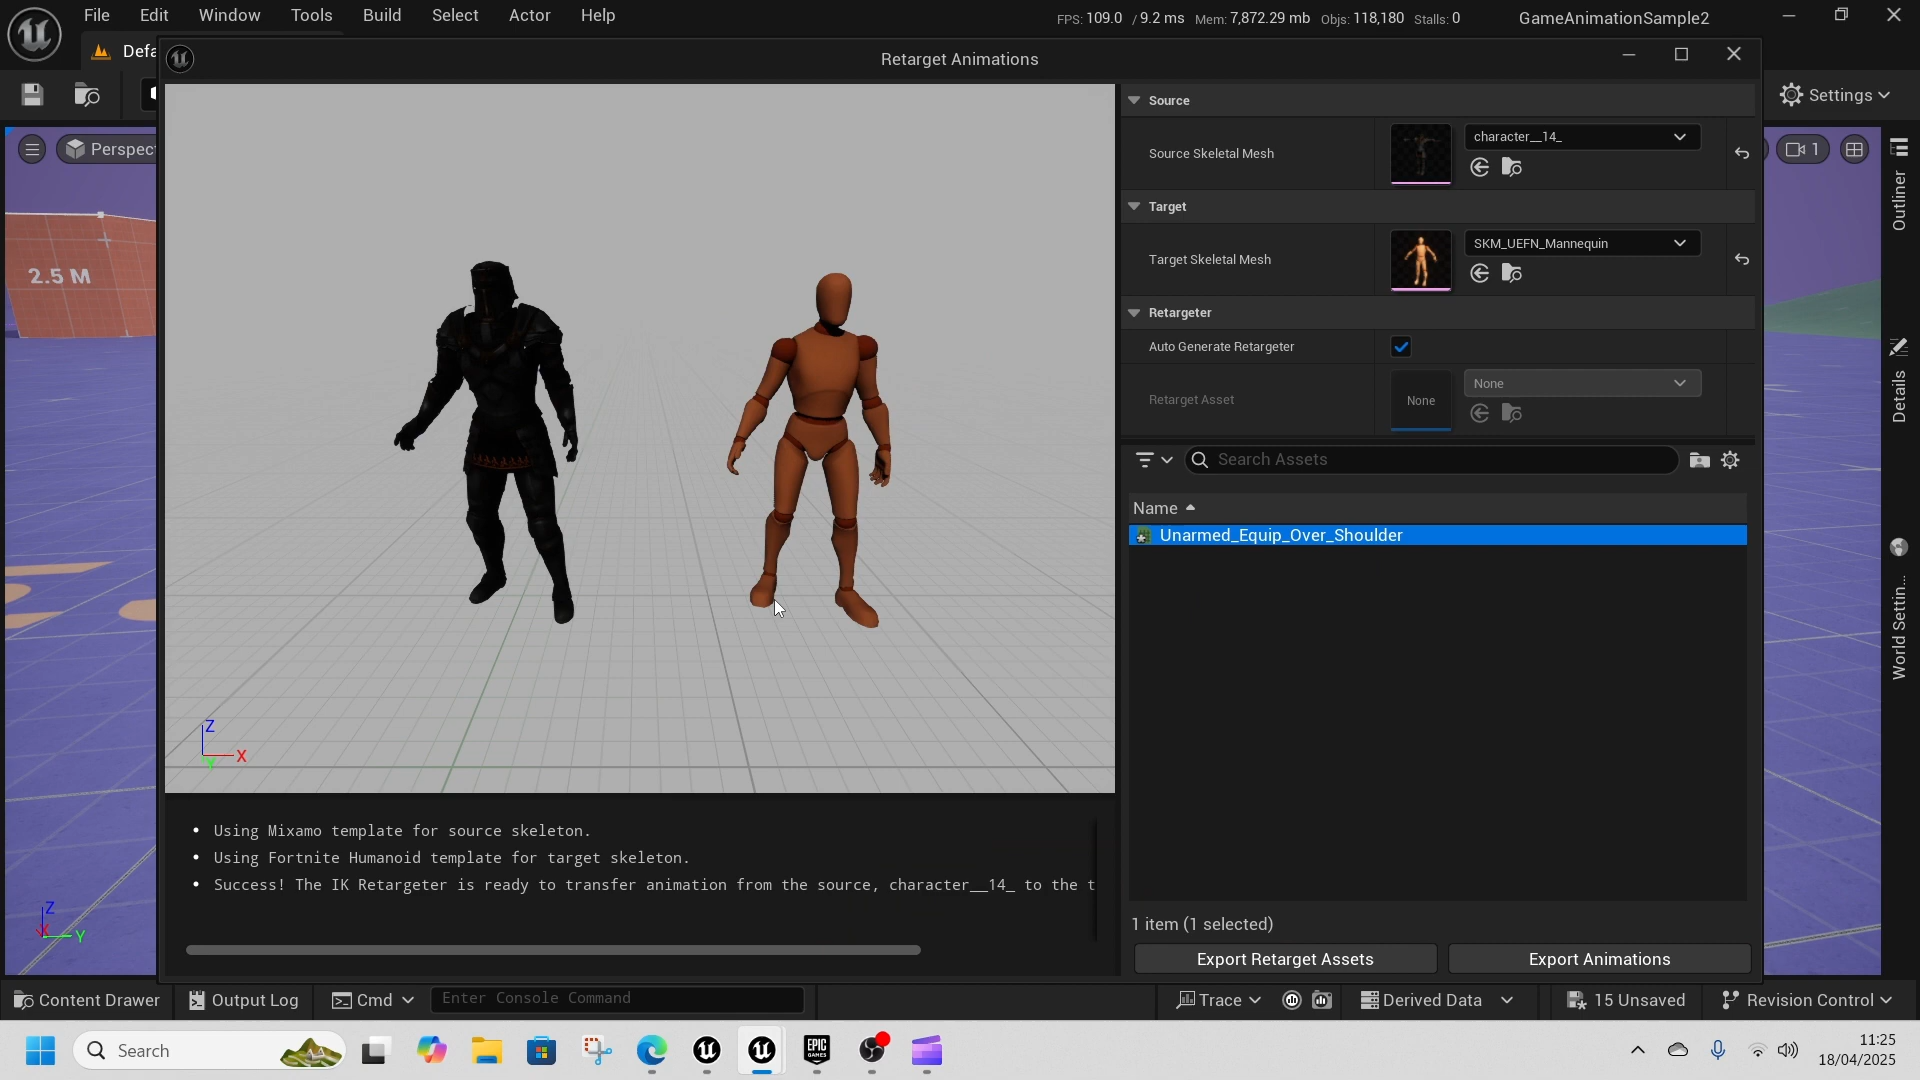 File Edit Window Tools Build Select Actor Help
FPS: 109.0 / 9.2 ms Mem: 7,872.29 mb Objs: 118,180 Stalls: 0
GameAnimationSample2
Defa
Retarget Animations
Settings
Perspect
1
2.5 M
Source
Source Skeletal Mesh
character__14_
Target
Target Skeletal Mesh
SKM_UEFN_Mannequin
Retargeter
Auto Generate Retargeter
Retarget Asset
None
None
Search Assets
Name
Unarmed_Equip_Over_Shoulder
Outliner
Details
World Settin...
Z
X
Y
Z
X
Y
• Using Mixamo template for source skeleton.
• Using Fortnite Humanoid template for target skeleton.
• Success! The IK Retargeter is ready to transfer animation from the source, character__14_ to the t
1 item (1 selected)
Export Retarget Assets
Export Animations
Content Drawer
Output Log
Cmd
Enter Console Command
Trace
Derived Data
15 Unsaved
Revision Control
Search
EPIC
GAMES
11:25
18/04/2025